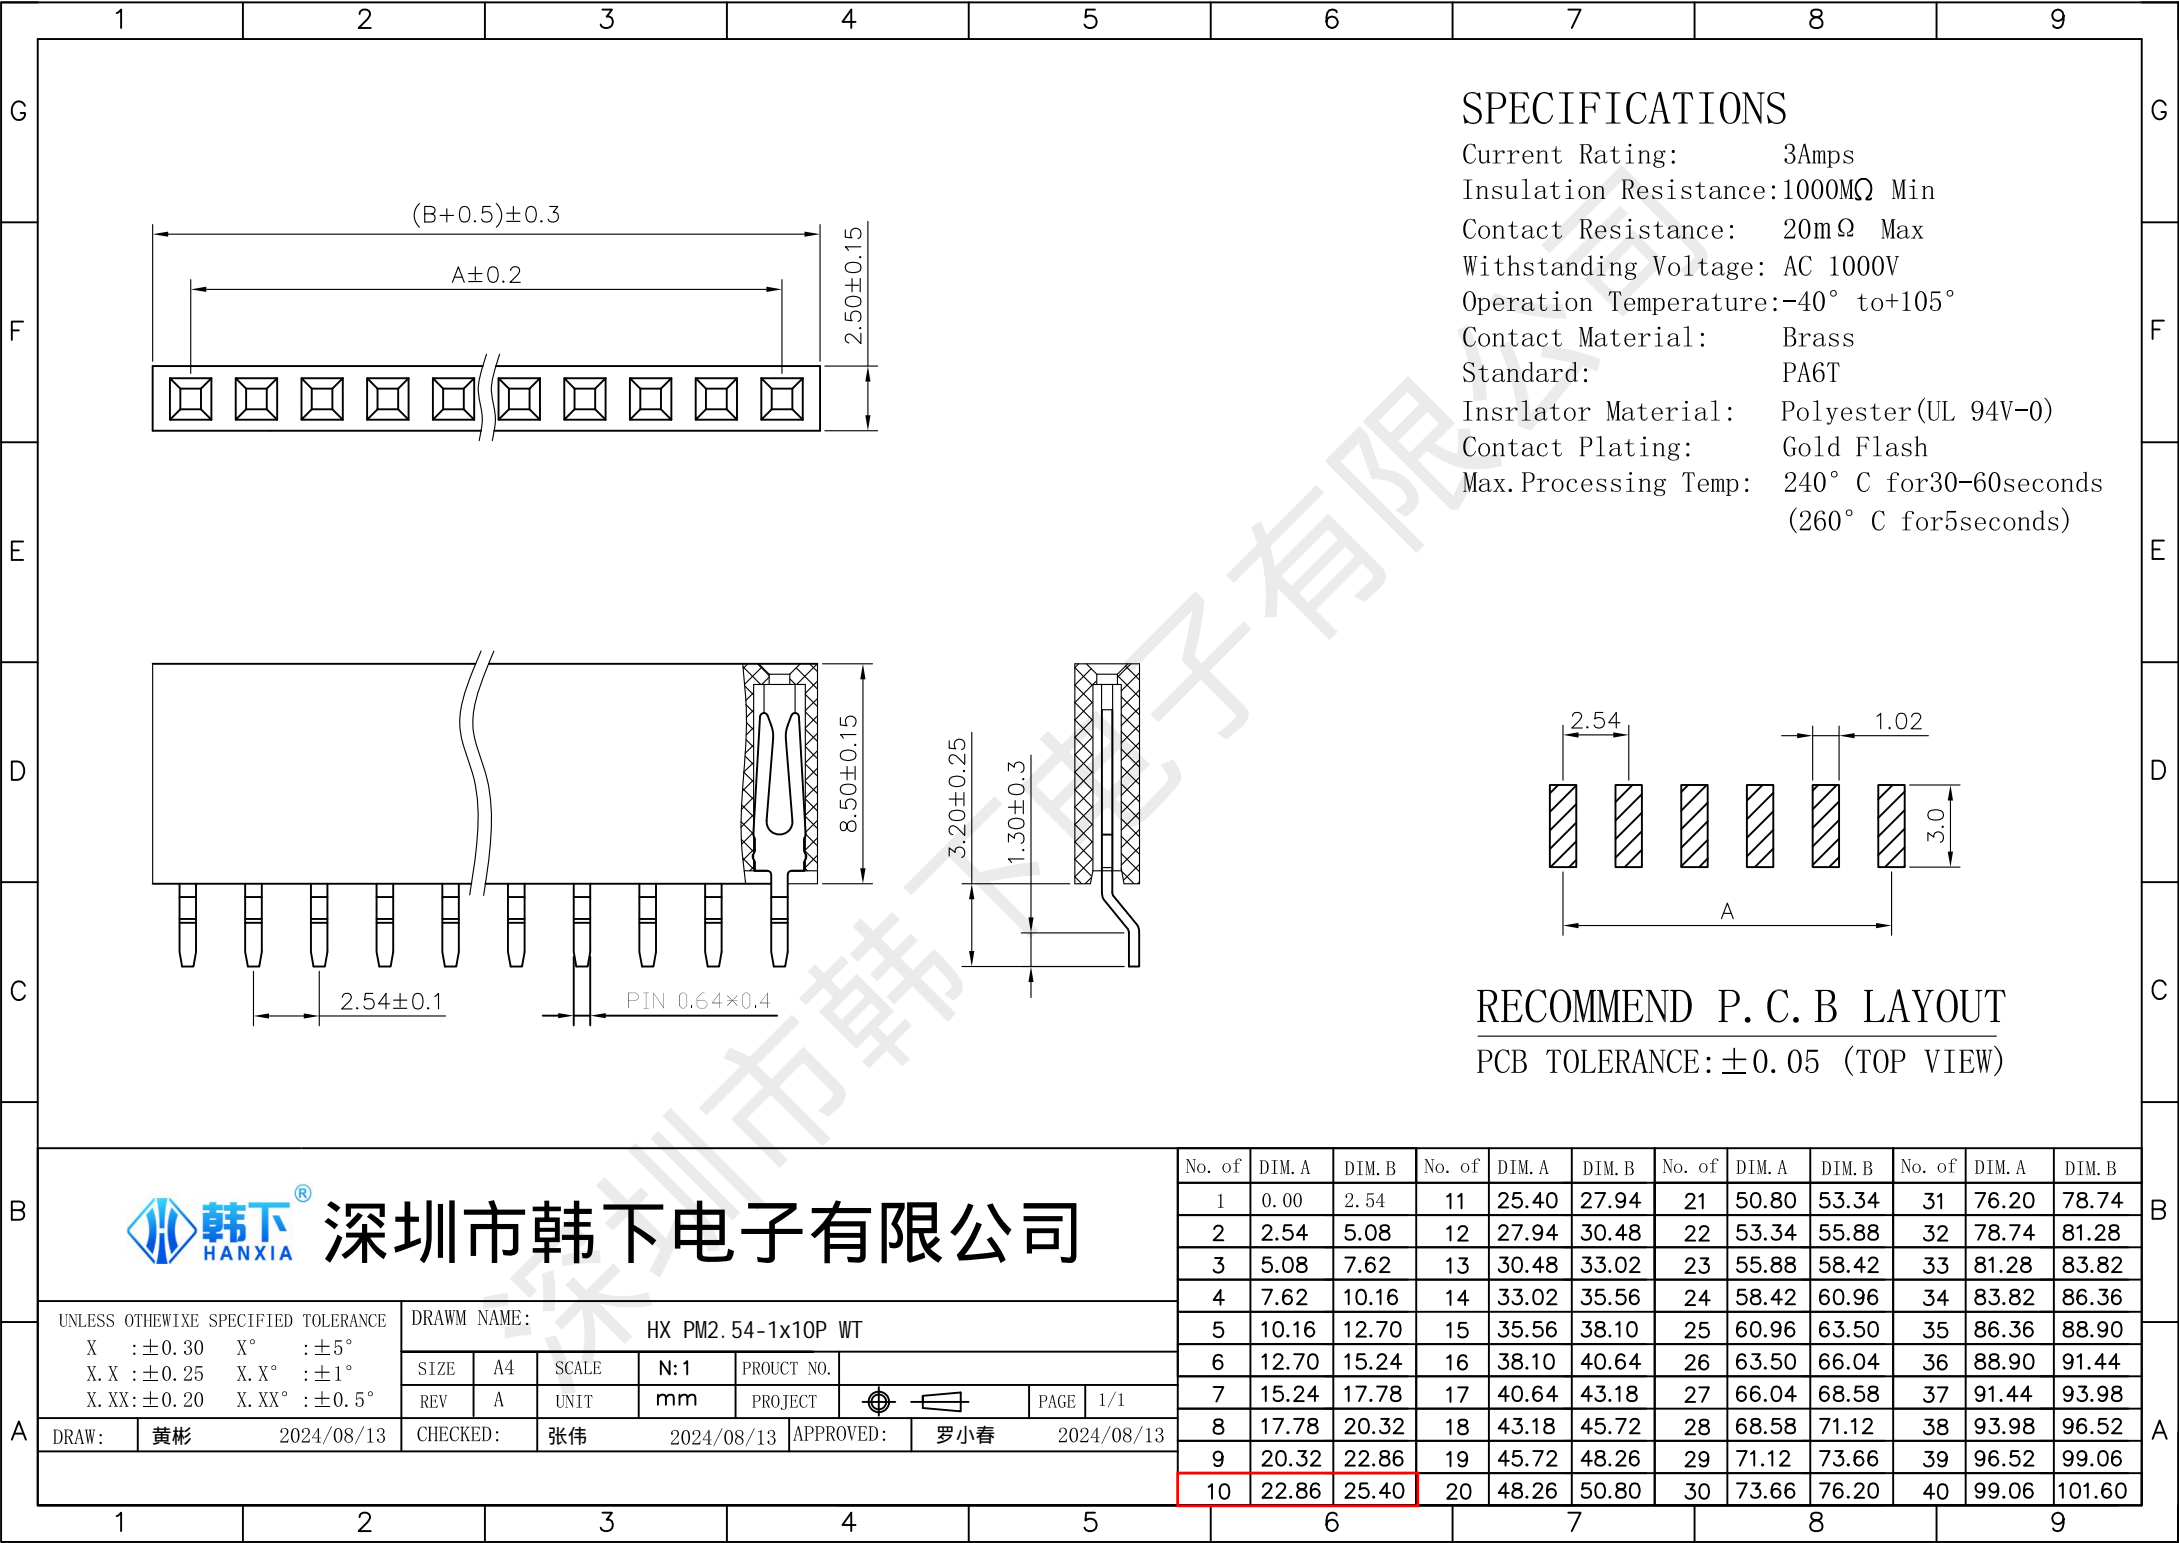 1 2 3 4 5 6 7 8 9
G G
F F
E E
D D
C C
B B
A A
SPECIFICATIONS
Current Rating: 3Amps
Insulation Resistance:1000MΩ Min
Contact Resistance: 20mΩ Max
Withstanding Voltage: AC 1000V
Operation Temperature:-40° to+105°
Contact Material: Brass
Standard: PA6T
Insrlator Material: Polyester(UL 94V-0)
Contact Plating: Gold Flash
Max.Processing Temp: 240° C for30-60seconds
(260° C for5seconds)
(B+0.5)±0.3
A±0.2
2.50±0.15
8.50±0.15
3.20±0.25
1.30±0.3
2.54±0.1
PIN 0.64×0.4
2.54
1.02
3.0
A
RECOMMEND P.C.B LAYOUT
PCB TOLERANCE:±0.05 (TOP VIEW)
深圳市韩下电子有限公司
韩下®
HANXIA
深圳市韩下电子有限公司
UNLESS OTHEWIXE SPECIFIED TOLERANCE
X :±0.30 X° :±5°
X.X :±0.25 X.X° :±1°
X.XX:±0.20 X.XX° :±0.5°
DRAWM NAME:
HX PM2.54-1x10P WT
SIZE A4 SCALE N:1 PROUCT NO.
REV A UNIT mm PROJECT PAGE 1/1
DRAW: 黄彬 2024/08/13 CHECKED: 张伟 2024/08/13 APPROVED: 罗小春 2024/08/13
No. of DIM.A DIM.B No. of DIM.A DIM.B No. of DIM.A DIM.B No. of DIM.A DIM.B
1 0.00 2.54 11 25.40 27.94 21 50.80 53.34 31 76.20 78.74
2 2.54 5.08 12 27.94 30.48 22 53.34 55.88 32 78.74 81.28
3 5.08 7.62 13 30.48 33.02 23 55.88 58.42 33 81.28 83.82
4 7.62 10.16 14 33.02 35.56 24 58.42 60.96 34 83.82 86.36
5 10.16 12.70 15 35.56 38.10 25 60.96 63.50 35 86.36 88.90
6 12.70 15.24 16 38.10 40.64 26 63.50 66.04 36 88.90 91.44
7 15.24 17.78 17 40.64 43.18 27 66.04 68.58 37 91.44 93.98
8 17.78 20.32 18 43.18 45.72 28 68.58 71.12 38 93.98 96.52
9 20.32 22.86 19 45.72 48.26 29 71.12 73.66 39 96.52 99.06
10 22.86 25.40 20 48.26 50.80 30 73.66 76.20 40 99.06 101.60
1 2 3 4 5 6 7 8 9